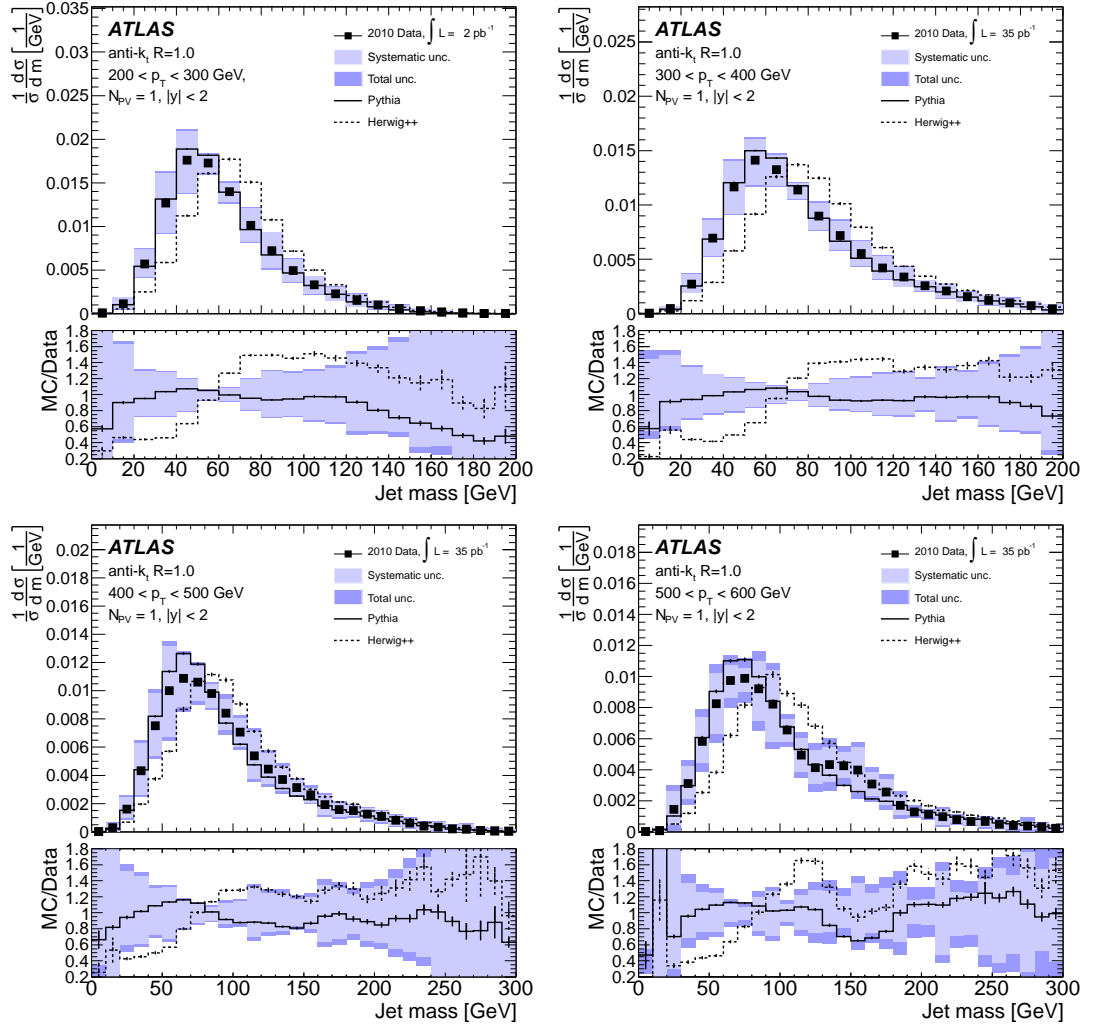 ATLAS
anti-k_t R=1.0
200 < p_T < 300 GeV,
N_PV = 1, |y| < 2
2010 Data, ∫ L = 2 pb⁻¹
Systematic unc.
Total unc.
Pythia
Herwig++
1/σ dσ/dm [1/GeV]
0.035
0.03
0.025
0.02
0.015
0.01
0.005
0
MC/Data
1.8
1.6
1.4
1.2
1
0.8
0.6
0.4
0.2
0 20 40 60 80 100 120 140 160 180 200
Jet mass [GeV]
ATLAS
anti-k_t R=1.0
300 < p_T < 400 GeV
N_PV = 1, |y| < 2
2010 Data, ∫ L = 35 pb⁻¹
Systematic unc.
Total unc.
Pythia
Herwig++
1/σ dσ/dm [1/GeV]
0.025
0.02
0.015
0.01
0.005
0
MC/Data
1.8
1.6
1.4
1.2
1
0.8
0.6
0.4
0.2
0 20 40 60 80 100 120 140 160 180 200
Jet mass [GeV]
ATLAS
anti-k_t R=1.0
400 < p_T < 500 GeV
N_PV = 1, |y| < 2
2010 Data, ∫ L = 35 pb⁻¹
Systematic unc.
Total unc.
Pythia
Herwig++
1/σ dσ/dm [1/GeV]
0.02
0.018
0.016
0.014
0.012
0.01
0.008
0.006
0.004
0.002
0
MC/Data
1.8
1.6
1.4
1.2
1
0.8
0.6
0.4
0.2
0 50 100 150 200 250 300
Jet mass [GeV]
ATLAS
anti-k_t R=1.0
500 < p_T < 600 GeV
N_PV = 1, |y| < 2
2010 Data, ∫ L = 35 pb⁻¹
Systematic unc.
Total unc.
Pythia
Herwig++
1/σ dσ/dm [1/GeV]
0.018
0.016
0.014
0.012
0.01
0.008
0.006
0.004
0.002
0
MC/Data
1.8
1.6
1.4
1.2
1
0.8
0.6
0.4
0.2
0 50 100 150 200 250 300
Jet mass [GeV]